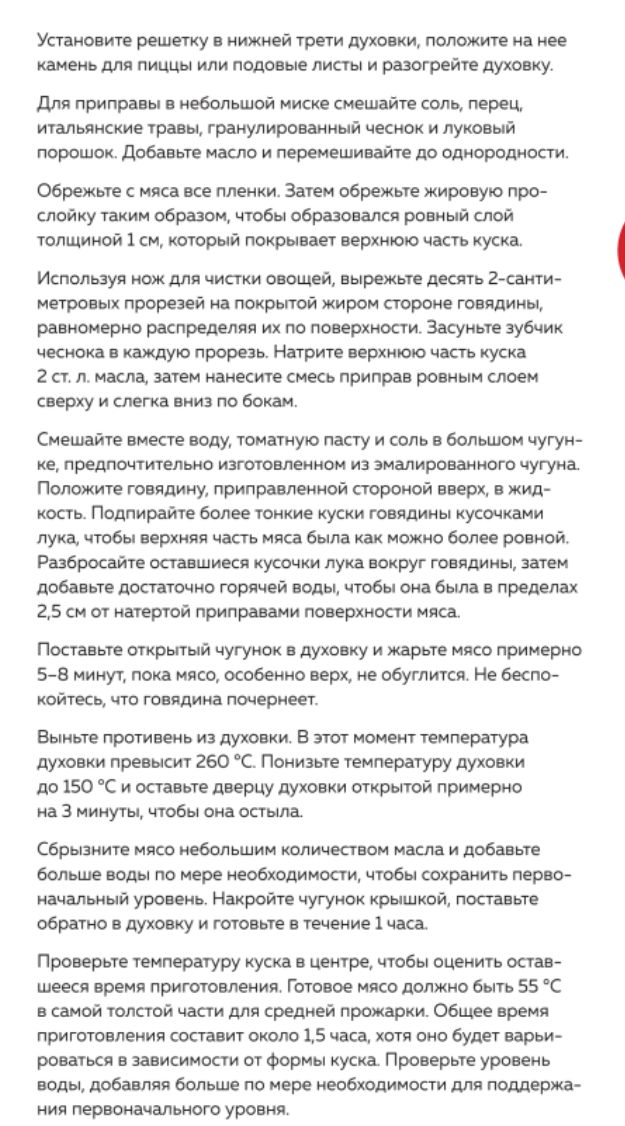 Установите решетку в нижней трети духовки, положите на нее
камень для пиццы или подовые листы и разогрейте духовку.
Для приправы в небольшой миске смешайте соль, перец,
итальянские травы, гранулированный чеснок и луковый
порошок. Добавьте масло и перемешивайте до однородности.
Обрежьте с мяса все пленки. Затем обрежьте жировую про-
слойку таким образом, чтобы образовался ровный слой
толщиной 1 см, который покрывает верхнюю часть куска.
Используя нож для чистки овощей, вырежьте десять 2-санти-
метровых прорезей на покрытой жиром стороне говядины,
равномерно распределяя их по поверхности. Засуньте зубчик
чеснока в каждую прорезь. Натрите верхнюю часть куска
2 ст. л. масла, затем нанесите смесь приправ ровным слоем
сверху и слегка вниз по бокам.
Смешайте вместе воду, томатную пасту и соль в большом чугун-
ке, предпочтительно изготовленном из эмалированного чугуна.
Положите говядину, приправленной стороной вверх, в жид-
кость. Подпирайте более тонкие куски говядины кусочками
лука, чтобы верхняя часть мяса была как можно более ровной.
Разбросайте оставшиеся кусочки лука вокруг говядины, затем
добавьте достаточно горячей воды, чтобы она была в пределах
2,5 см от натертой приправами поверхности мяса.
Поставьте открытый чугунок в духовку и жарьте мясо примерно
5–8 минут, пока мясо, особенно верх, не обуглится. Не беспо-
койтесь, что говядина почернеет.
Выньте противень из духовки. В этот момент температура
духовки превысит 260 °C. Понизьте температуру духовки
до 150 °C и оставьте дверцу духовки открытой примерно
на 3 минуты, чтобы она остыла.
Сбрызните мясо небольшим количеством масла и добавьте
больше воды по мере необходимости, чтобы сохранить перво-
начальный уровень. Накройте чугунок крышкой, поставьте
обратно в духовку и готовьте в течение 1 часа.
Проверьте температуру куска в центре, чтобы оценить остав-
шееся время приготовления. Готовое мясо должно быть 55 °C
в самой толстой части для средней прожарки. Общее время
приготовления составит около 1,5 часа, хотя оно будет варьи-
роваться в зависимости от формы куска. Проверьте уровень
воды, добавляя больше по мере необходимости для поддержа-
ния первоначального уровня.